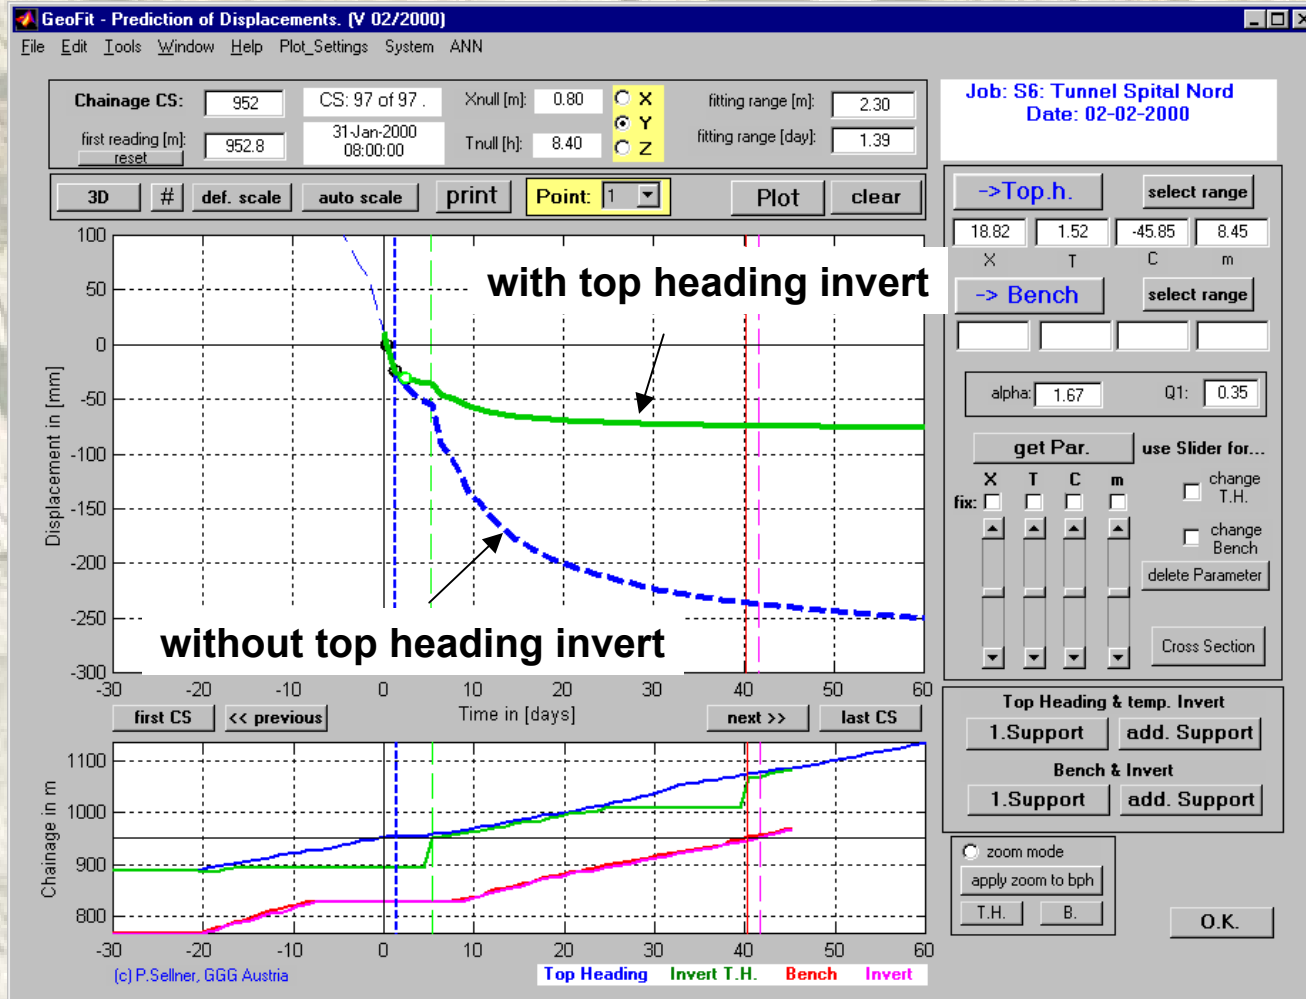 GeoFit - Prediction of Displacements. (V 02/2000)
File Edit Tools Window Help Plot_Settings System ANN
Chainage CS: 952 CS: 97 of 97 . Xnull [m]: 0.80 X fitting range [m]: 2.30
first reading [m]: 952.8 31-Jan-2000 08:00:00 Tnull [h]: 8.40 Y Z fitting range [day]: 1.39
reset
Job: S6: Tunnel Spital Nord
Date: 02-02-2000
3D # def. scale auto scale print Point: 1 Plot clear
->Top.h. select range
18.82 1.52 -45.85 8.45
X T C m
-> Bench select range
alpha: 1.67 Q1: 0.35
get Par. use Slider for...
X T C m
fix:
change T.H.
change Bench
delete Parameter
Cross Section
100
50
0
-50
-100
-150
-200
-250
-300
Displacement in [mm]
with top heading invert
without top heading invert
-30 -20 -10 0 10 20 30 40 50 60
first CS << previous Time in [days] next >> last CS
Top Heading & temp. Invert
1.Support add. Support
Bench & Invert
1.Support add. Support
1100
1000
900
800
Chainage in m
-30 -20 -10 0 10 20 30 40 50 60
(c) P.Sellner, GGG Austria Top Heading Invert T.H. Bench Invert
zoom mode
apply zoom to bph
T.H. B.
O.K.